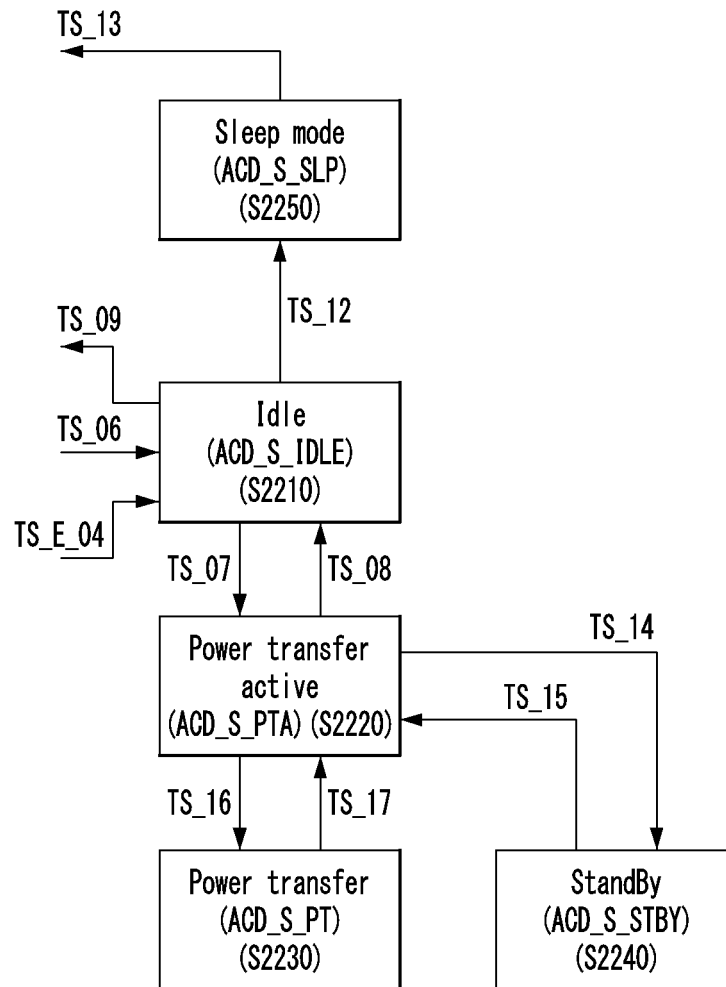 TS_13
Sleep mode
(ACD_S_SLP)
(S2250)
TS_12
TS_09
Idle
(ACD_S_IDLE)
(S2210)
TS_06
TS_E_04
TS_07
TS_08
Power transfer
active
(ACD_S_PTA)(S2220)
TS_14
TS_15
TS_16
TS_17
Power transfer
(ACD_S_PT)
(S2230)
StandBy
(ACD_S_STBY)
(S2240)